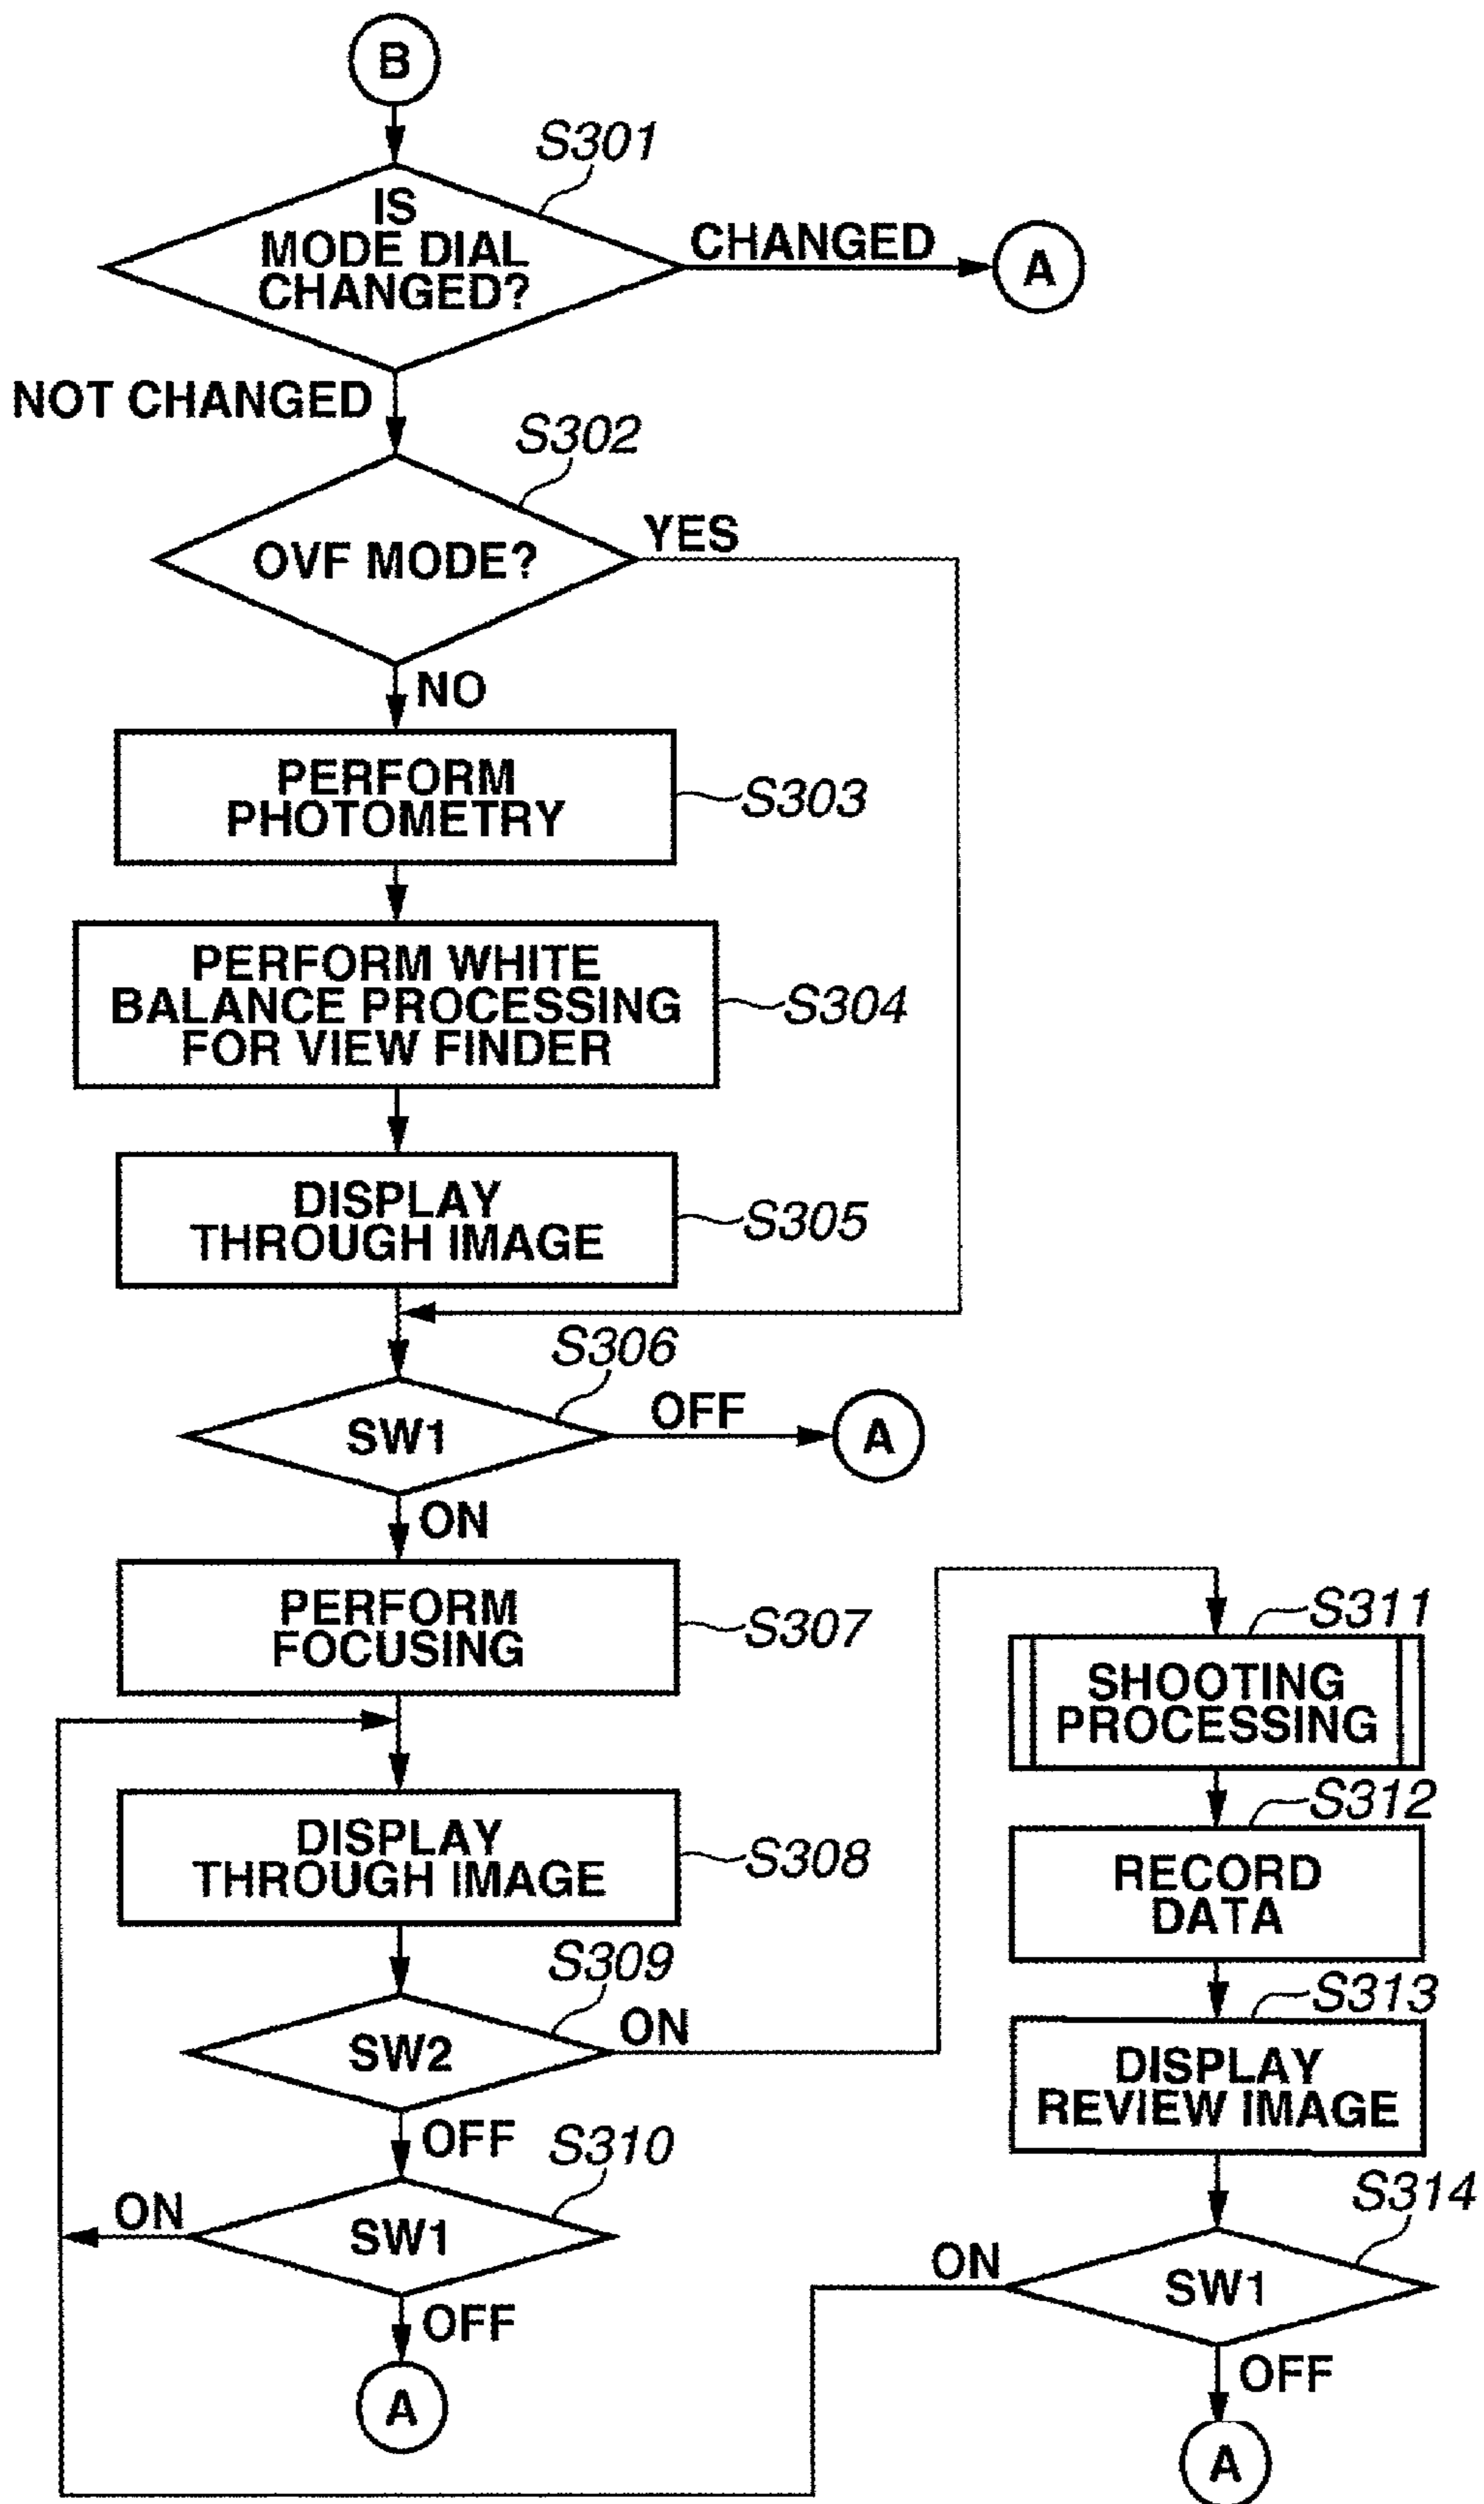 B
S301
IS
MODE DIAL
CHANGED?
CHANGED
A
NOT CHANGED
S302
OVF MODE?
YES
NO
PERFORM
PHOTOMETRY
S303
PERFORM WHITE
BALANCE PROCESSING
FOR VIEW FINDER
S304
DISPLAY
THROUGH IMAGE
S305
S306
SW1
OFF
A
ON
PERFORM
FOCUSING
S307
DISPLAY
THROUGH IMAGE
S308
S309
SW2
ON
OFF
S310
SW1
ON
OFF
A
S311
SHOOTING
PROCESSING
S312
RECORD
DATA
S313
DISPLAY
REVIEW IMAGE
S314
SW1
ON
OFF
A